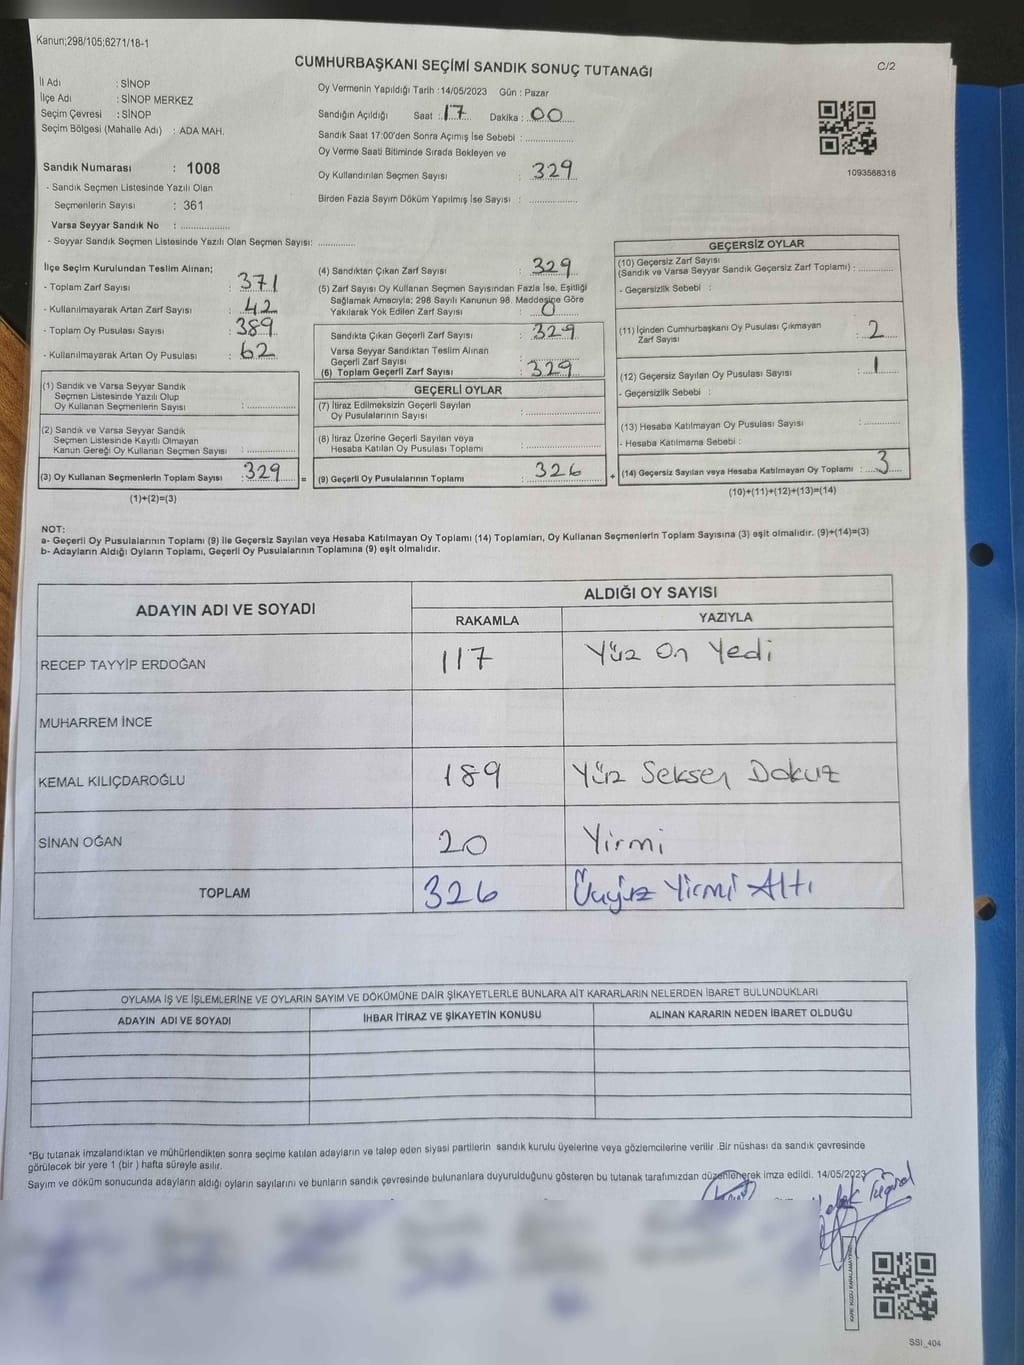 Kanun;298/105;6271/18-1
C/2
CUMHURBAŞKANI SEÇİMİ SANDIK SONUÇ TUTANAĞI
İl Adı : SİNOP
İlçe Adı : SİNOP MERKEZ
Seçim Çevresi : SİNOP
Seçim Bölgesi (Mahalle Adı) : ADA MAH.
Sandık Numarası : 1008
- Sandık Seçmen Listesinde Yazılı Olan
Seçmenlerin Sayısı : 361
Varsa Seyyar Sandık No : ..................
- Seyyar Sandık Seçmen Listesinde Yazılı Olan Seçmen Sayısı: .............
Oy Vermenin Yapıldığı Tarih :14/05/2023 Gün : Pazar
Sandığın Açıldığı Saat : 17 Dakika : 00
Sandık Saat 17:00'den Sonra Açımış İse Sebebi : ..................
Oy Verme Saati Bitiminde Sırada Bekleyen ve
Oy Kullandırılan Seçmen Sayısı : 329
Birden Fazla Sayım Döküm Yapılmış İse Sayısı : ..................
1093588316
İlçe Seçim Kurulundan Teslim Alınan;
- Toplam Zarf Sayısı : 371
- Kullanılmayarak Artan Zarf Sayısı : 42
- Toplam Oy Pusulası Sayısı : 389
- Kullanılmayarak Artan Oy Pusulası : 62
(1) Sandık ve Varsa Seyyar Sandık
Seçmen Listesinde Yazılı Olup
Oy Kullanan Seçmenlerin Sayısı : ..................
(2) Sandık ve Varsa Seyyar Sandık
Seçmen Listesinde Kayıtlı Olmayan
Kanun Gereği Oy Kullanan Seçmen Sayısı : ..................
(3) Oy Kullanan Seçmenlerin Toplam Sayısı : 329
(1)+(2)=(3)
(4) Sandıktan Çıkan Zarf Sayısı : 329
(5) Zarf Sayısı Oy Kullanan Seçmen Sayısından Fazla İse, Eşitliği
Sağlamak Amacıyla; 298 Sayılı Kanunun 98. Maddesine Göre
Yakılarak Yok Edilen Zarf Sayısı : 0
Sandıkta Çıkan Geçerli Zarf Sayısı : 329
Varsa Seyyar Sandıktan Teslim Alınan
Geçerli Zarf Sayısı :
(6) Toplam Geçerli Zarf Sayısı : 329
GEÇERLİ OYLAR
(7) İtiraz Edilmeksizin Geçerli Sayılan
Oy Pusulalarının Sayısı : ..................
(8) İtiraz Üzerine Geçerli Sayılan veya
Hesaba Katılan Oy Pusulası Toplamı : ..................
= (9) Geçerli Oy Pusulalarının Toplamı : 326
GEÇERSİZ OYLAR
(10) Geçersiz Zarf Sayısı
(Sandık ve Varsa Seyyar Sandık Geçersiz Zarf Toplamı) : ............
- Geçersizlik Sebebi :
(11) İçinden Cumhurbaşkanı Oy Pusulası Çıkmayan
Zarf Sayısı : 2
(12) Geçersiz Sayılan Oy Pusulası Sayısı : 1
- Geçersizlik Sebebi :
(13) Hesaba Katılmayan Oy Pusulası Sayısı : ............
- Hesaba Katılmama Sebebi :
+ (14) Geçersiz Sayılan veya Hesaba Katılmayan Oy Toplamı : 3
(10)+(11)+(12)+(13)=(14)
NOT:
a- Geçerli Oy Pusulalarının Toplamı (9) ile Geçersiz Sayılan veya Hesaba Katılmayan Oy Toplamı (14) Toplamları, Oy Kullanan Seçmenlerin Toplam Sayısına (3) eşit olmalıdır. (9)+(14)=(3)
b- Adayların Aldığı Oyların Toplamı, Geçerli Oy Pusulalarının Toplamına (9) eşit olmalıdır.
ADAYIN ADI VE SOYADI ALDIĞI OY SAYISI
RAKAMLA YAZIYLA
RECEP TAYYİP ERDOĞAN 117 Yüz On Yedi
MUHARREM İNCE
KEMAL KILIÇDAROĞLU 189 Yüz Seksen Dokuz
SİNAN OĞAN 20 Yirmi
TOPLAM 326 Üçyüz Yirmi Altı
OYLAMA İŞ VE İŞLEMLERİNE VE OYLARIN SAYIM VE DÖKÜMÜNE DAİR ŞİKAYETLERLE BUNLARA AİT KARARLARIN NELERDEN İBARET BULUNDUKLARI
ADAYIN ADI VE SOYADI İHBAR İTİRAZ VE ŞİKAYETİN KONUSU ALINAN KARARIN NEDEN İBARET OLDUĞU
*Bu tutanak imzalandıktan ve mühürlendikten sonra seçime katılan adayların ve talep eden siyasi partilerin sandık kurulu üyelerine veya gözlemcilerine verilir .Bir nüshası da sandık çevresinde
görülecek bir yere 1 (bir ) hafta süreyle asılır.
Sayım ve döküm sonucunda adayların aldığı oyların sayılarını ve bunların sandık çevresinde bulunanlara duyurulduğunu gösteren bu tutanak tarafımızdan düzenlenerek imza edildi. 14/05/2023
KARE KODU KARALAMAYINIZ
SSI_404